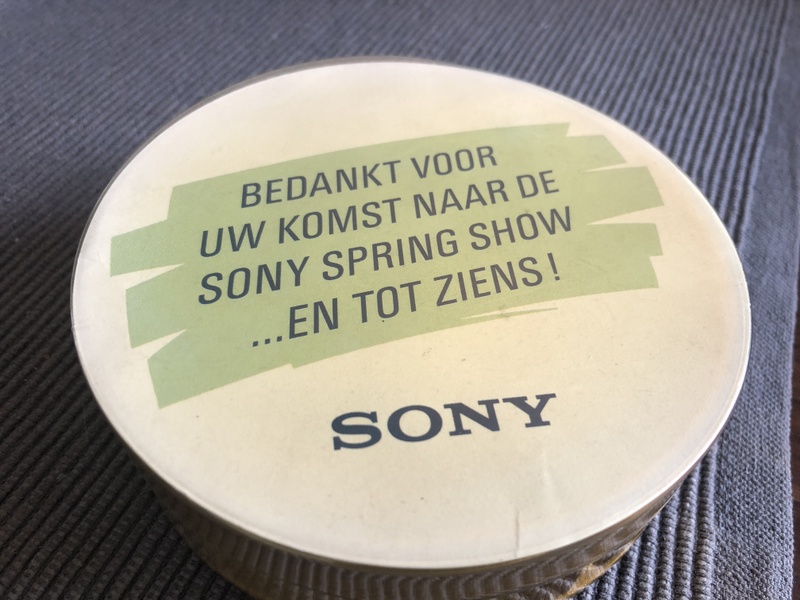 BEDANKT VOOR
UW KOMST NAAR DE
SONY SPRING SHOW
...EN TOT ZIENS!
SONY